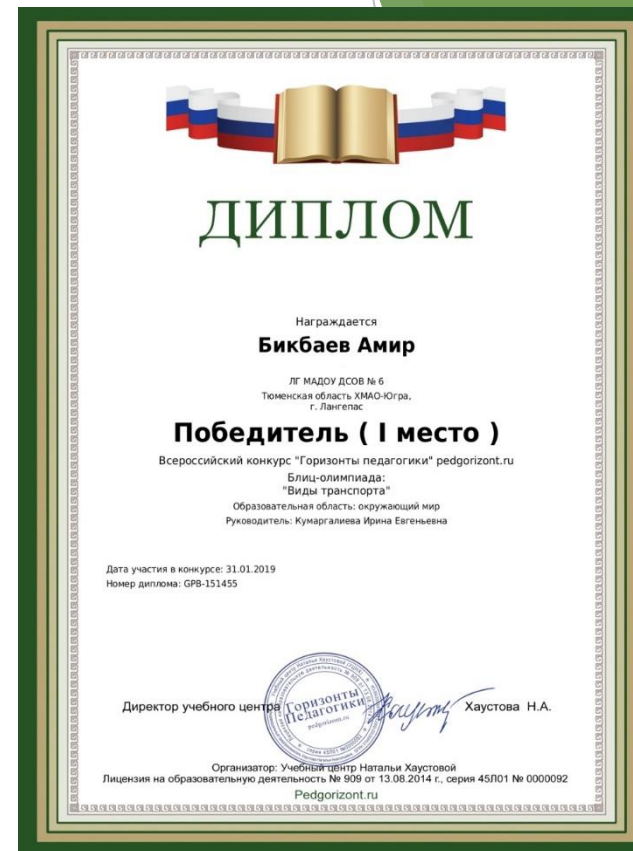 ДИПЛОМ
Награждается
Бикбаев Амир
ЛГ МАДОУ ДСОВ № 6
Тюменская область ХМАО-Югра,
г. Лангепас
Победитель ( I место )
Всероссийский конкурс "Горизонты педагогики" pedgorizont.ru
Блиц-олимпиада:
"Виды транспорта"
Образовательная область: окружающий мир
Руководитель: Кумаргалиева Ирина Евгеньевна
Дата участия в конкурсе: 31.01.2019
Номер диплома: GPB-151455
Директор учебного центра
Горизонты
Педагогики
pedgorizont.ru
Хаустова Н.А.
Организатор: Учебный центр Натальи Хаустовой
Лицензия на образовательную деятельность № 909 от 13.08.2014 г., серия 45Л01 № 0000092
Pedgorizont.ru